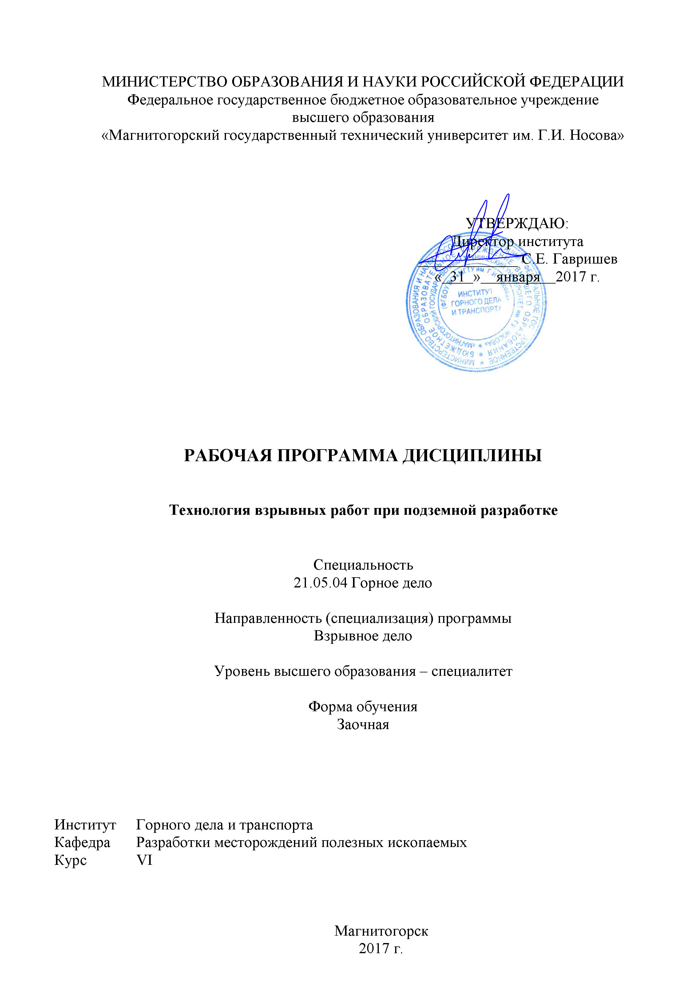 МИНИСТЕРСТВО ОБРАЗОВАНИЯ И НАУКИ РОССИЙСКОЙ ФЕДЕРАЦИИ
Федеральное государственное бюджетное образовательное учреждение
высшего образования
«Магнитогорский государственный технический университет им. Г.И. Носова»
УТВЕРЖДАЮ:
Директор института
С.Е. Гавришев
«_31_»__января__2017 г.
ИНСТИТУТ
ГОРНОГО ДЕЛА
И ТРАНСПОРТА
РАБОЧАЯ ПРОГРАММА ДИСЦИПЛИНЫ
Технология взрывных работ при подземной разработке
Специальность
21.05.04 Горное дело
Направленность (специализация) программы
Взрывное дело
Уровень высшего образования – специалитет
Форма обучения
Заочная
Институт Горного дела и транспорта
Кафедра Разработки месторождений полезных ископаемых
Курс VI
Магнитогорск
2017 г.